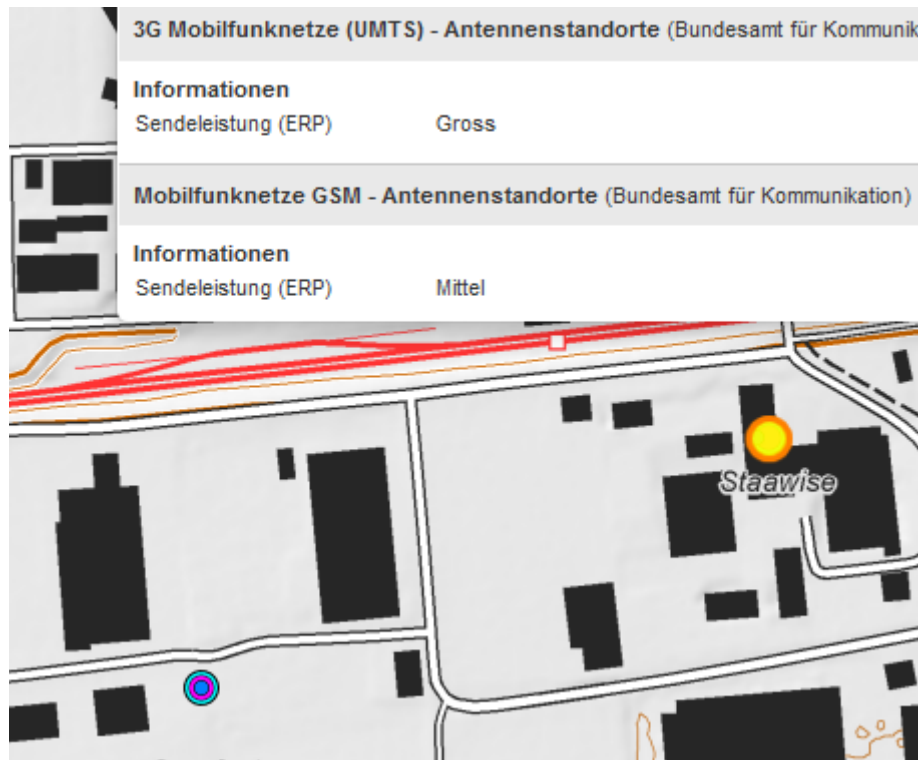 3G Mobilfunknetze (UMTS) - Antennenstandorte (Bundesamt für
Informationen
Sendeleistung (ERP) Gross
Mobilfunknetze GSM - Antennenstandorte (Bundesamt für Kommunikation)
Informationen
Sendeleistung (ERP) Mittel
Staawise